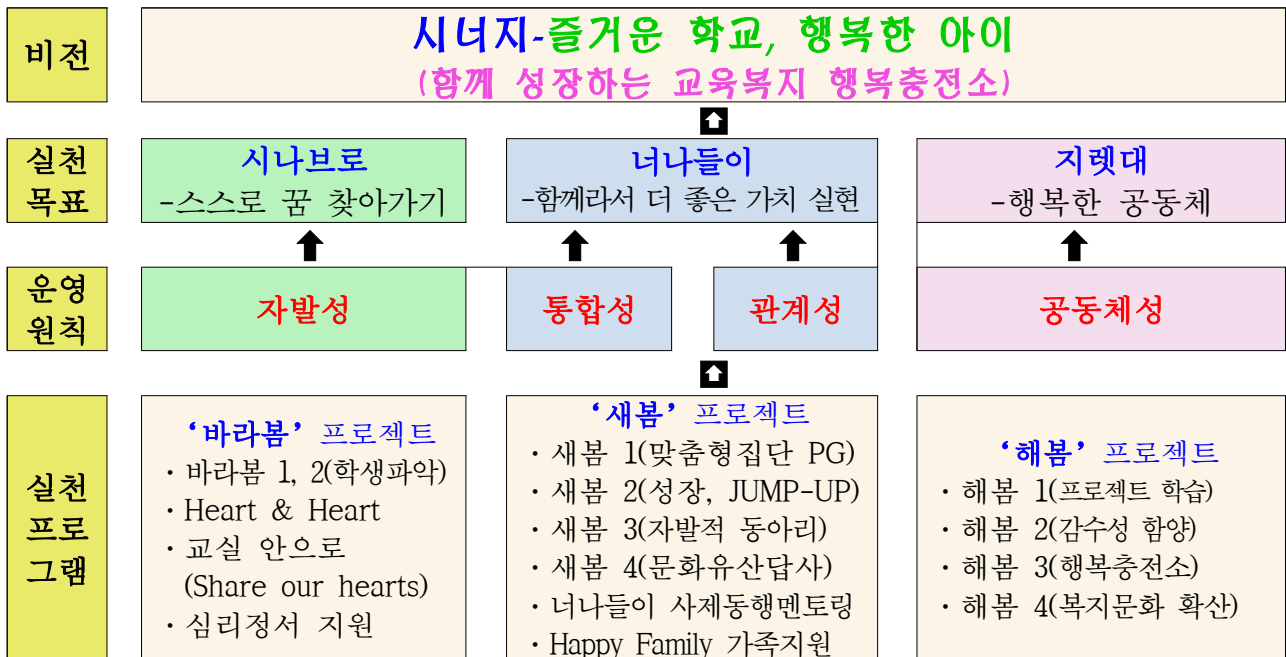 비전
시너지-즐거운 학교, 행복한 아이
(함께 성장하는 교육복지 행복충전소)
실천
목표
시나브로
-스스로 꿈 찾아가기
너나들이
-함께라서 더 좋은 가치 실현
지렛대
-행복한 공동체
운영
원칙
자발성
통합성
관계성
공동체성
실천
프로
그램
‘바라봄’ 프로젝트
· 바라봄 1, 2(학생파악)
· Heart & Heart
· 교실 안으로
(Share our hearts)
· 심리정서 지원
‘새봄’ 프로젝트
· 새봄 1(맞춤형집단 PG)
· 새봄 2(성장, JUMP-UP)
· 새봄 3(자발적 동아리)
· 새봄 4(문화유산답사)
· 너나들이 사제동행멘토링
· Happy Family 가족지원
‘해봄’ 프로젝트
· 해봄 1(프로젝트 학습)
· 해봄 2(감수성 함양)
· 해봄 3(행복충전소)
· 해봄 4(복지문화 확산)